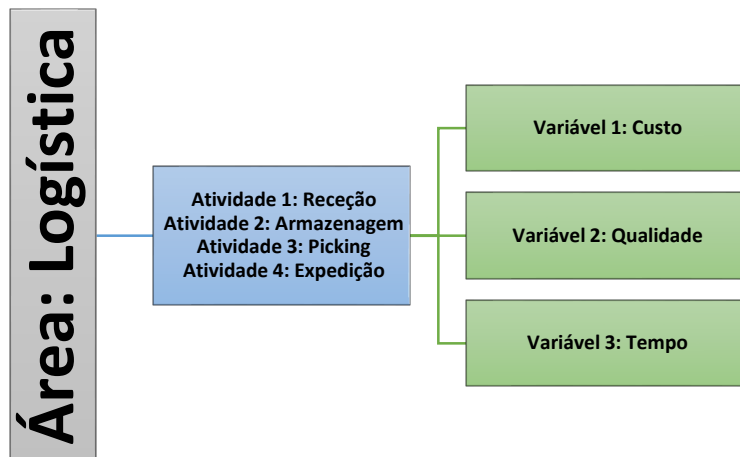 Área: Logística
Atividade 1: Receção
Atividade 2: Armazenagem
Atividade 3: Picking
Atividade 4: Expedição
Variável 1: Custo
Variável 2: Qualidade
Variável 3: Tempo